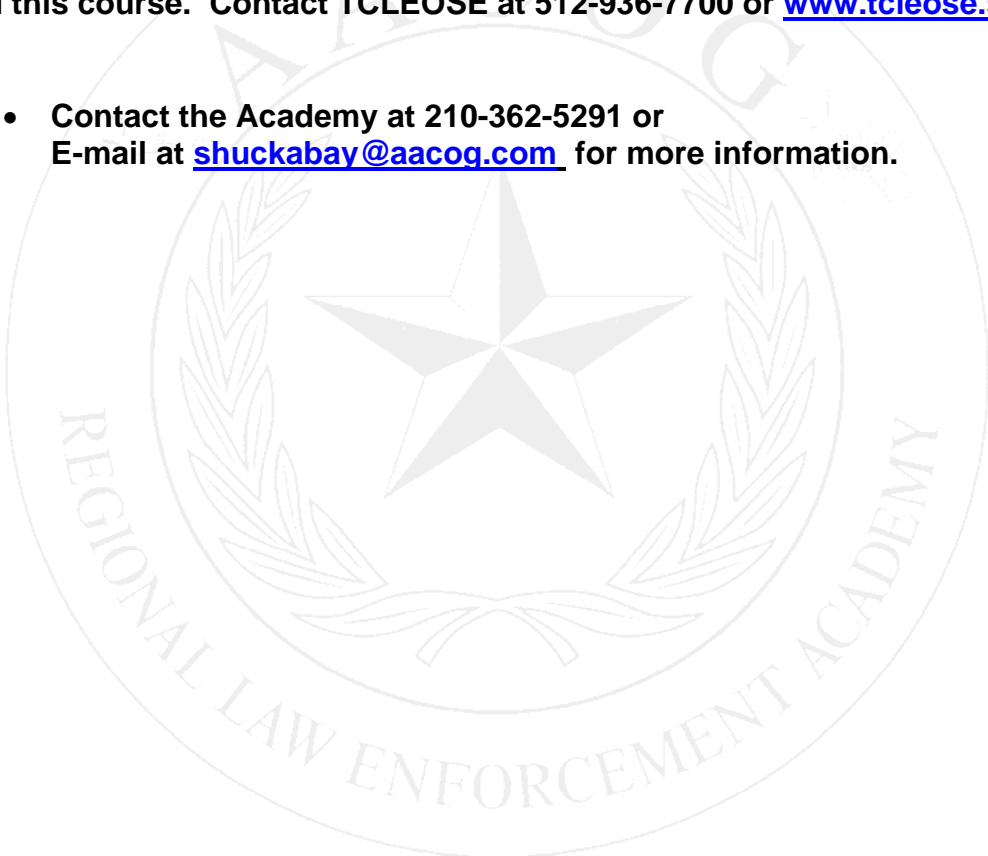 this course.  Contact TCLEOSE at 512-936-7700 or www.tcleose.
• Contact the Academy at 210-362-5291 or
E-mail at shuckabay@aacog.com  for more information.
AACOG
REGIONAL LAW ENFORCEMENT ACADEMY